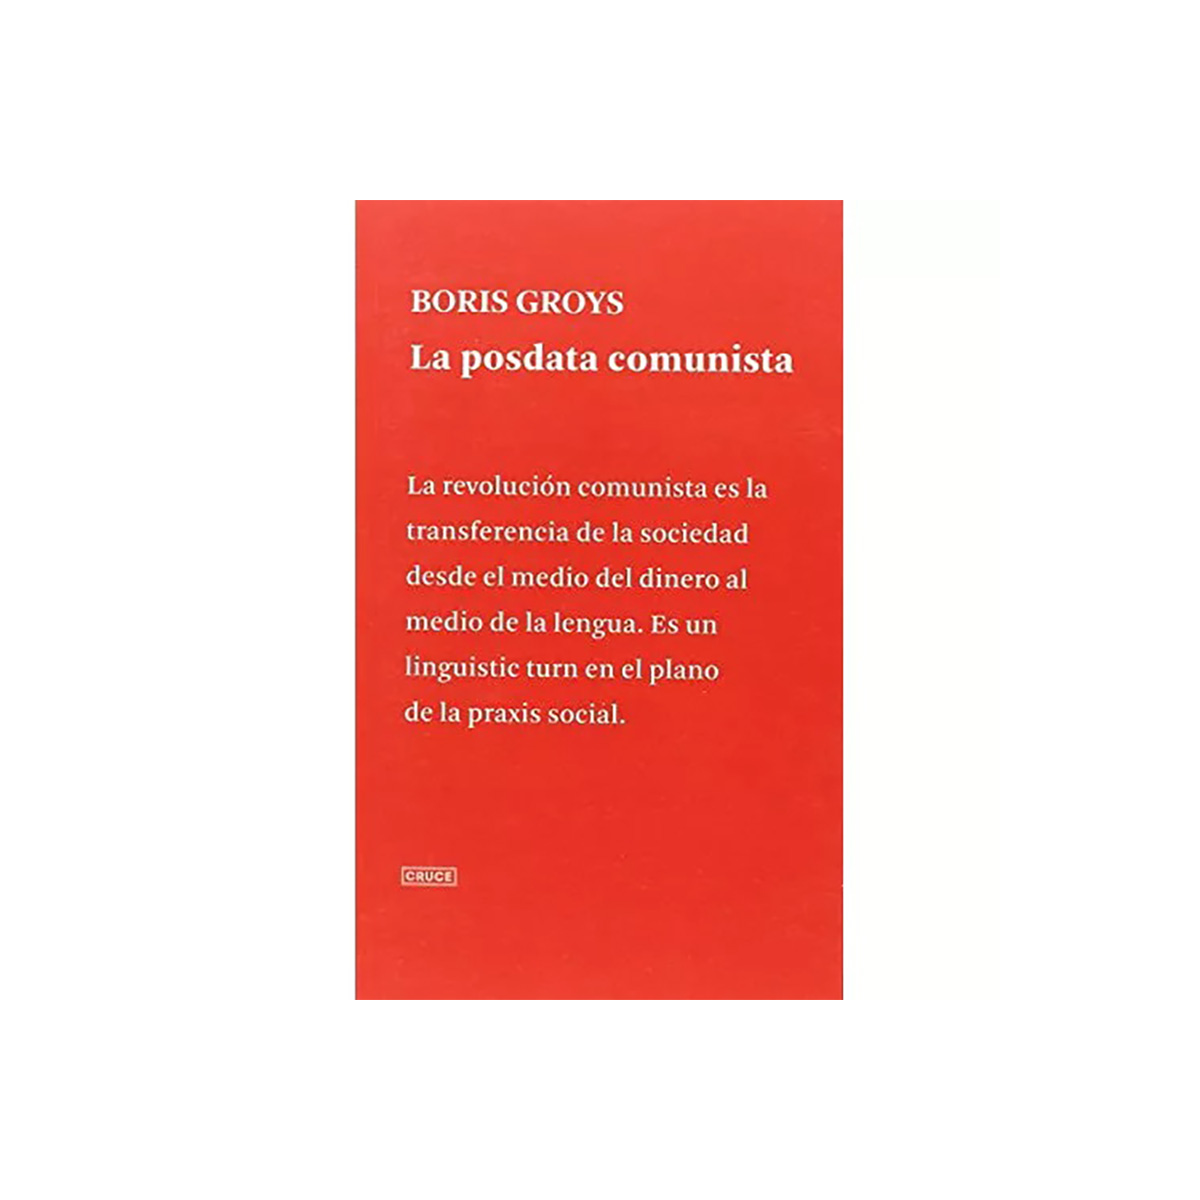 BORIS GROYS
La posdata comunista
La revolución comunista es la
transferencia de la sociedad
desde el medio del dinero al
medio de la lengua. Es un
linguistic turn en el plano
de la praxis social.
CRUCE